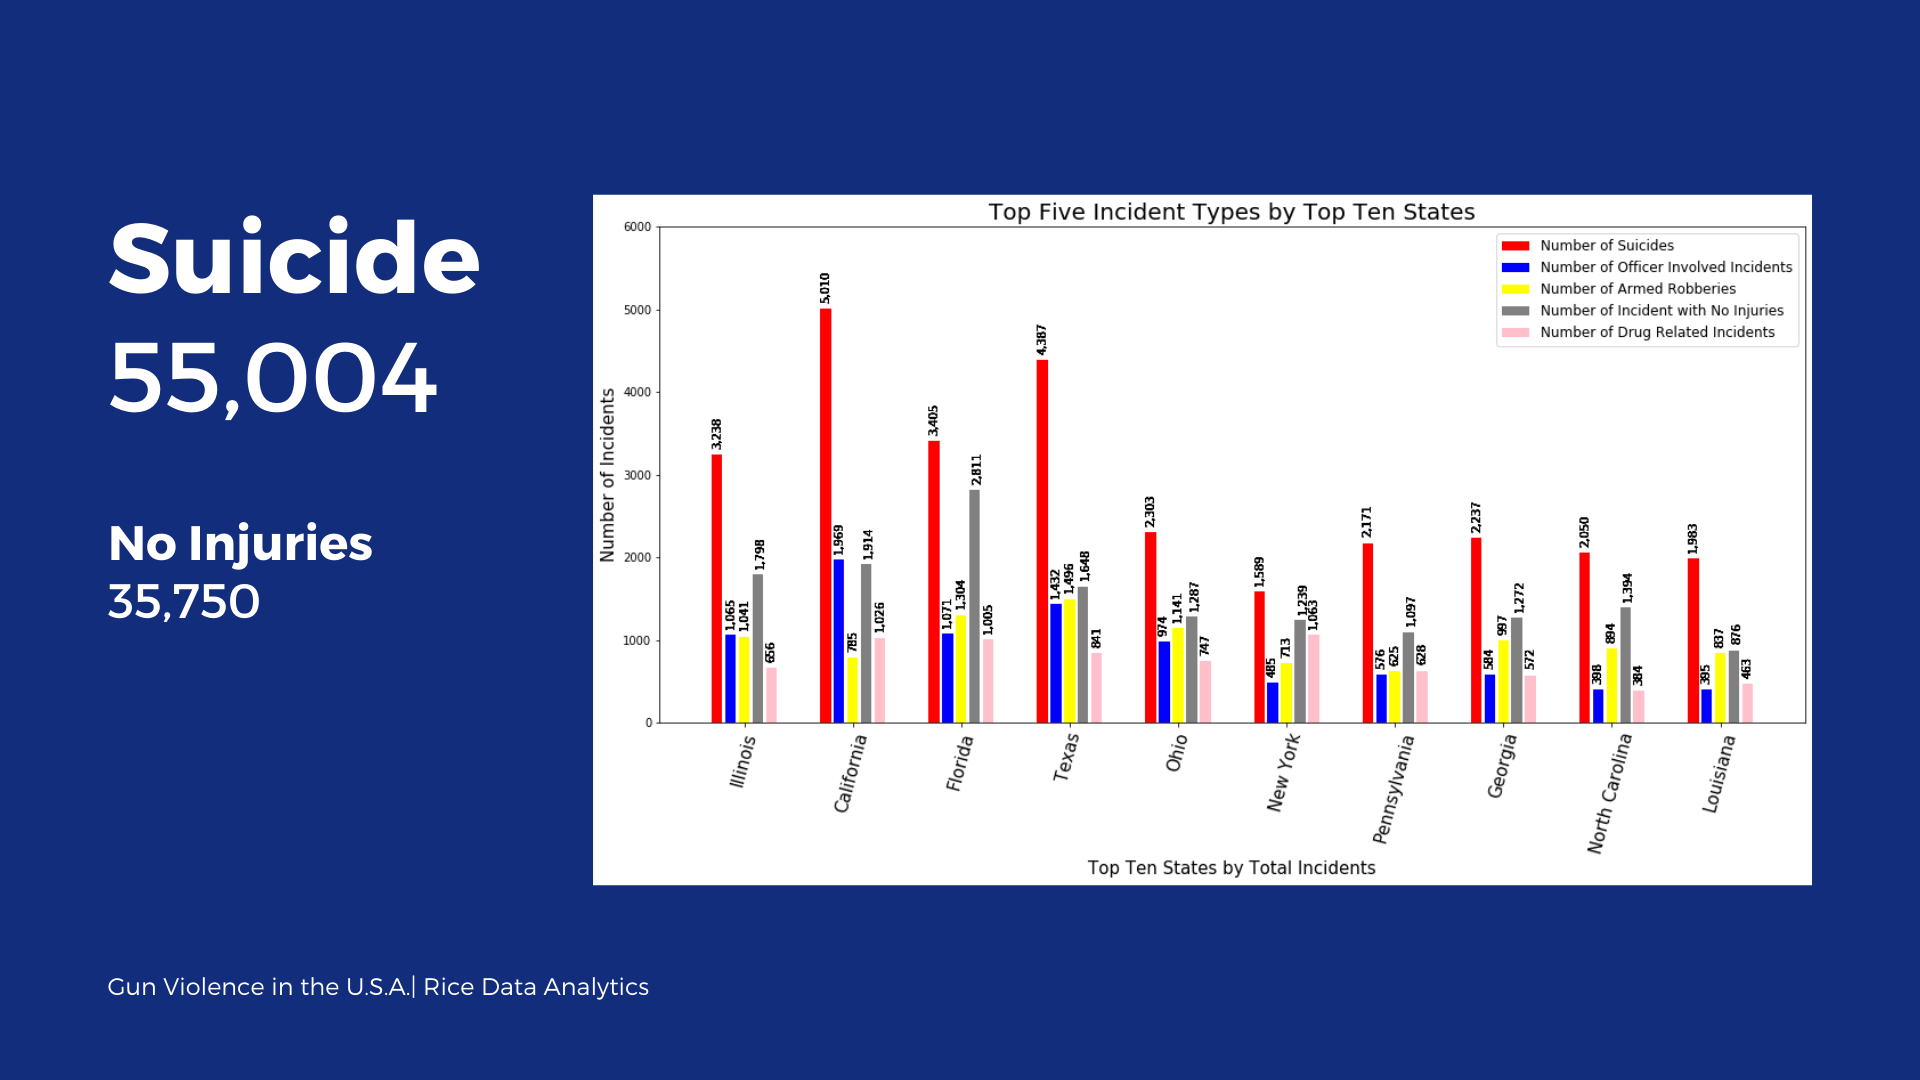 Suicide
55,004
No Injuries
35,750
Top Five Incident Types by Top Ten States
Number of Suicides
Number of Officer Involved Incidents
Number of Armed Robberies
Number of Incident with No Injuries
Number of Drug Related Incidents
Number of Incidents
6000
5000
4000
3000
2000
1000
0
3,238
1,065
1,041
1,798
656
5,010
1,969
785
1,914
1,026
3,405
1,071
1,304
2,811
1,005
4,387
1,432
1,496
1,648
841
2,303
974
1,141
1,287
747
1,589
485
713
1,239
1,063
2,171
576
625
1,097
628
2,237
584
997
1,272
572
2,050
398
894
1,394
384
1,983
395
837
876
463
Illinois
California
Florida
Texas
Ohio
New York
Pennsylvania
Georgia
North Carolina
Louisiana
Top Ten States by Total Incidents
Gun Violence in the U.S.A.| Rice Data Analytics